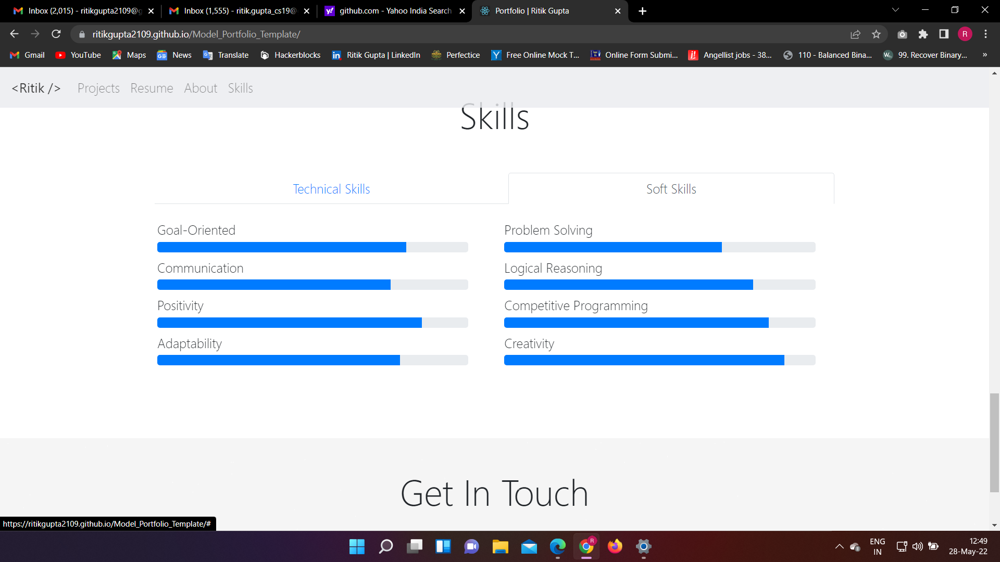 Inbox (2,015) - ritikgupta2109@g
Inbox (1,555) - ritik.gupta_cs19@
github.com - Yahoo India Search
Portfolio | Ritik Gupta
ritikgupta2109.github.io/Model_Portfolio_Template/
R
Gmail
YouTube
Maps
News
Translate
Hackerblocks
Ritik Gupta | LinkedIn
Perfectice
Free Online Mock T...
Online Form Submi...
Angellist jobs - 38...
110 - Balanced Bina...
99. Recover Binary...
»
<Ritik />
Projects
Resume
About
Skills
Skills
Technical Skills
Soft Skills
Goal-Oriented
Problem Solving
Communication
Logical Reasoning
Positivity
Competitive Programming
Adaptability
Creativity
Get In Touch
https://ritikgupta2109.github.io/Model_Portfolio_Template/#
R
ENG
IN
12:49
28-May-22